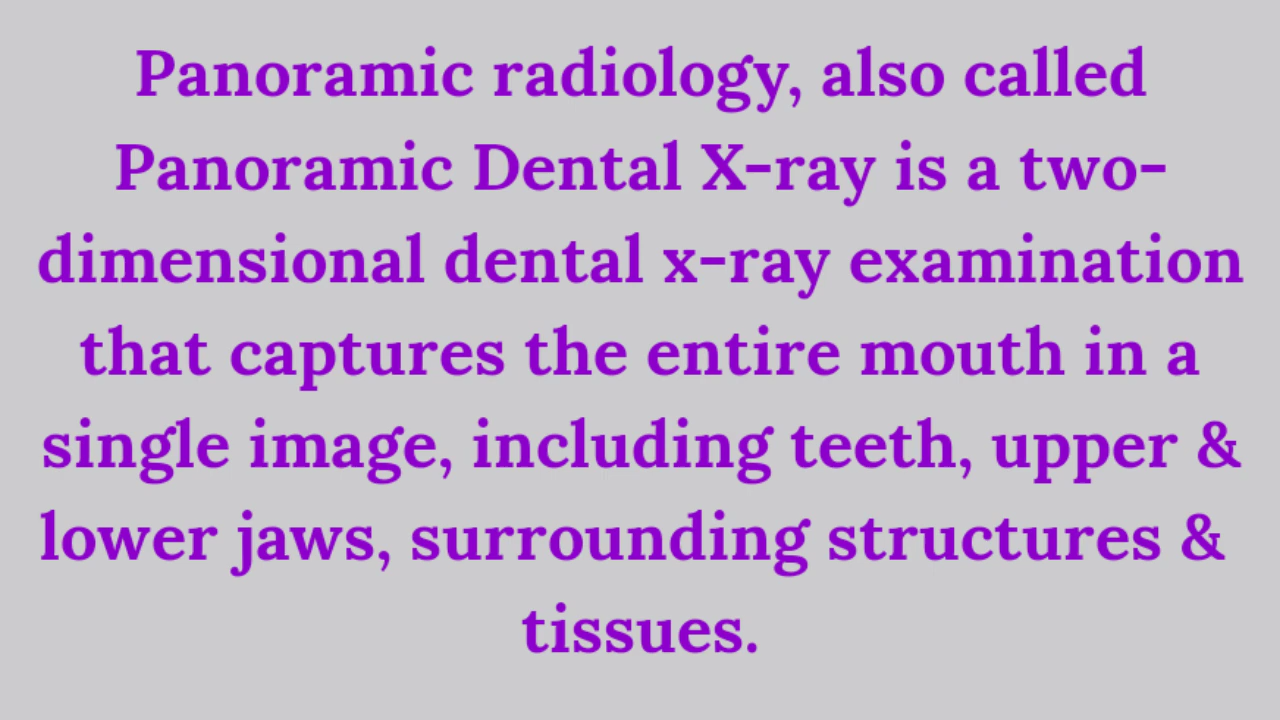 Panoramic radiology, also called
Panoramic Dental X-ray is a two-
dimensional dental x-ray examination
that captures the entire mouth in a
single image, including teeth, upper &
lower jaws, surrounding structures &
tissues.